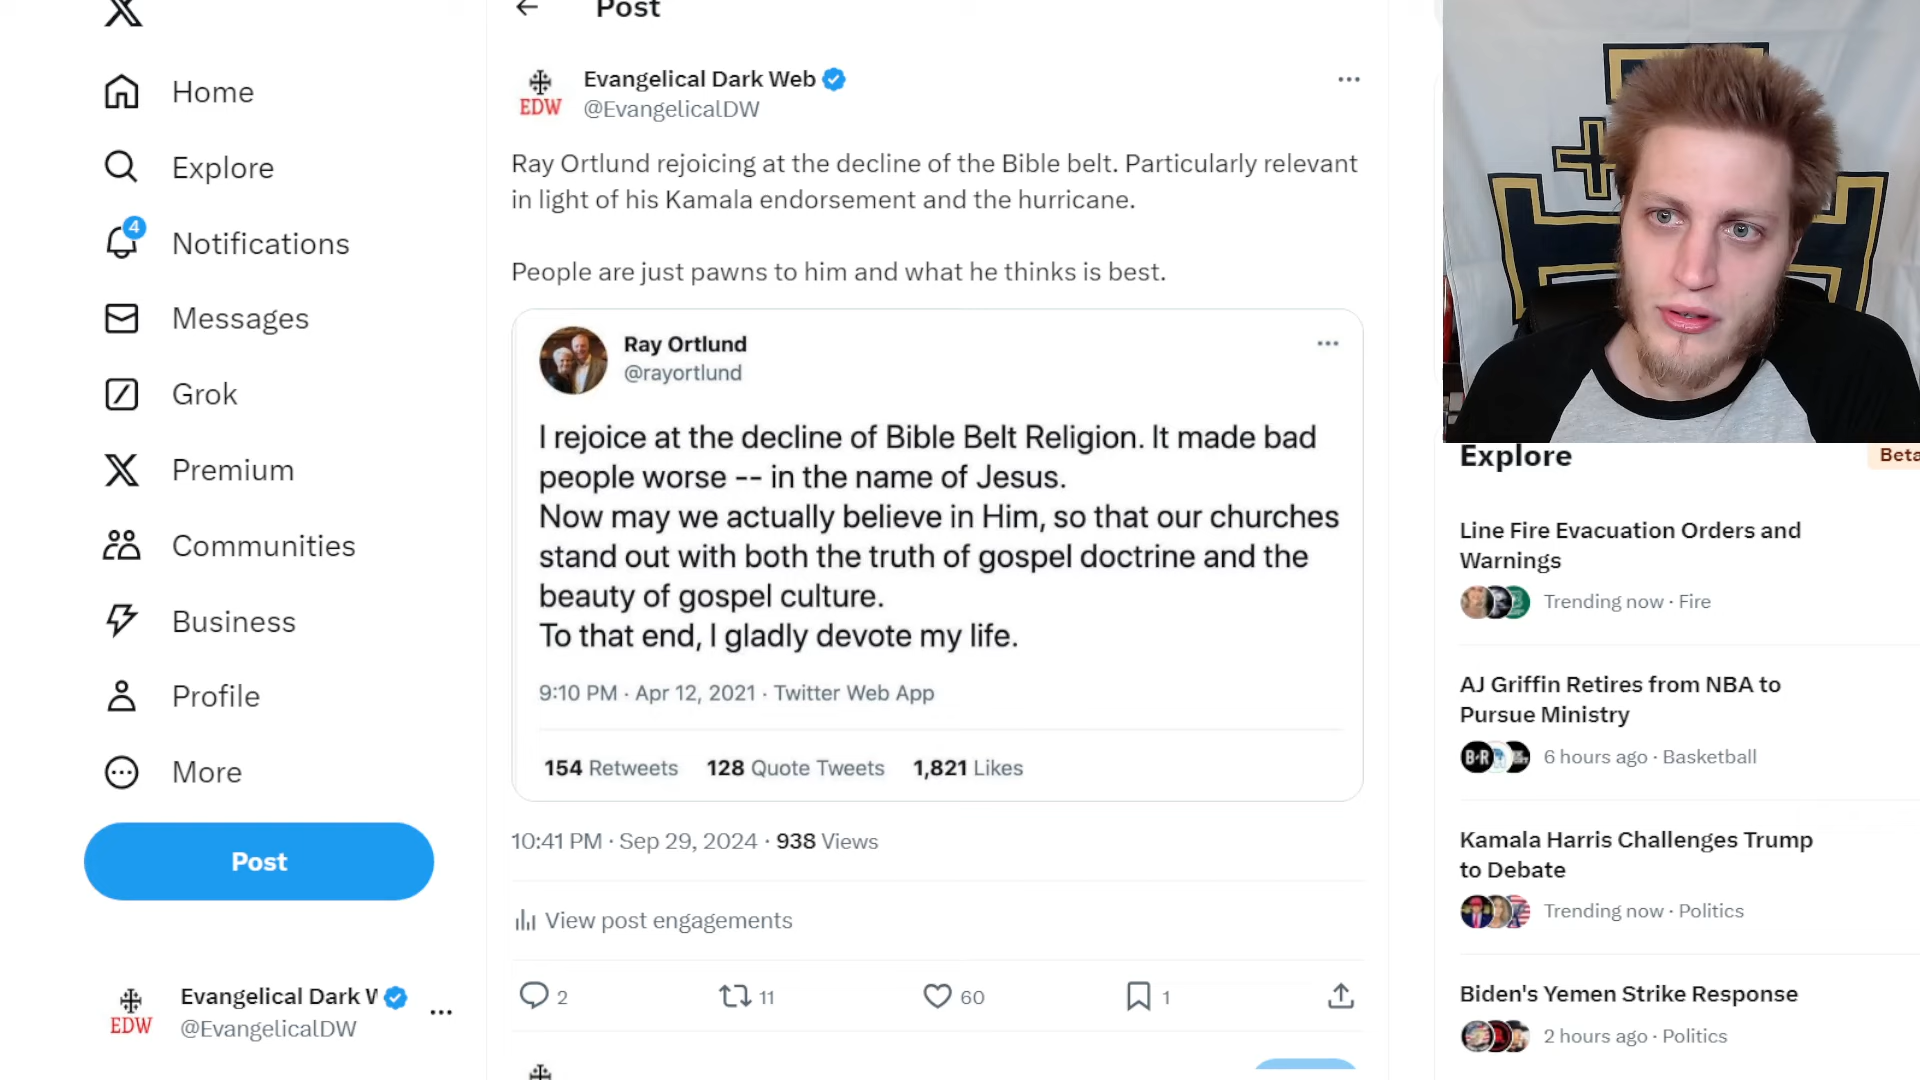 Post
Home
Explore
4
Notifications
Messages
Grok
Premium
Communities
Business
Profile
More
Post
Evangelical Dark
@EvangelicalDW
EDW
EDW
Evangelical Dark Web
@EvangelicalDW
Ray Ortlund rejoicing at the decline of the Bible belt. Particularly relevant
in light of his Kamala endorsement and the hurricane.
People are just pawns to him and what he thinks is best.
Ray Ortlund
@rayortlund
I rejoice at the decline of Bible Belt Religion. It made bad
people worse -- in the name of Jesus.
Now may we actually believe in Him, so that our churches
stand out with both the truth of gospel doctrine and the
beauty of gospel culture.
To that end, I gladly devote my life.
9:10 PM · Apr 12, 2021 · Twitter Web App
154 Retweets 128 Quote Tweets 1,821 Likes
10:41 PM · Sep 29, 2024 · 938 Views
View post engagements
2 11 60 1
Explore
Beta
Line Fire Evacuation Orders and
Warnings
Trending now · Fire
AJ Griffin Retires from NBA to
Pursue Ministry
B/R
6 hours ago · Basketball
Kamala Harris Challenges Trump
to Debate
Trending now · Politics
Biden's Yemen Strike Response
2 hours ago · Politics